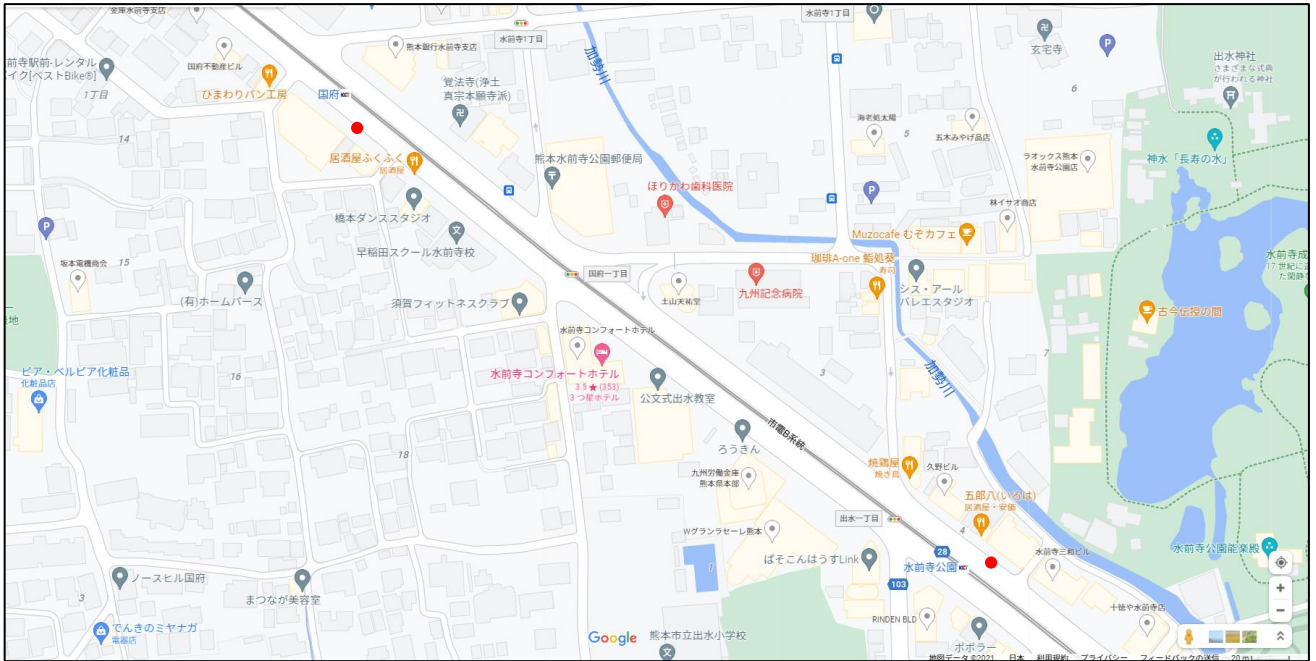 金庫水前寺支店
水前寺1丁目
水前寺1丁目
熊本銀行水前寺支店
加勢川
玄宅寺
出水神社
さまざまな式典
が行われる神社
前寺駅前-レンタル
イク[ベストBike®]
国府不動産ビル
1丁目
ひまわりパン工房
国府
覚法寺(浄土
真宗本願寺派)
6
海老処太陽
5
五木みやげ品店
14
居酒屋ふくふく
居酒屋
熊本水前寺公園郵便局
ラオックス熊本
水前寺公園店
神水「長寿の水」
ほりかわ歯科医院
林イサオ商店
橋本ダンススタジオ
早稲田スクール水前寺校
Muzocafe むぞカフェ
水前寺成
17 世紀に
た閑静な
坂本電機商会
15
国府一丁目
珈琲A-one 鮨処葵
寿司
九州記念病院
シス・アール
バレエスタジオ
(有)ホームバース
須賀フィットネスクラブ
土山天祐堂
古今伝授の間
地
水前寺コンフォートホテル
7
加勢川
水前寺コンフォートホテル
3.5★(353)
3 つ星ホテル
ピア・ベルピア化粧品
化粧品店
16
公文式出水教室
3
市電B系統
ろうきん
18
焼鶏屋
焼き鳥
久野ビル
九州労働金庫
熊本県本部
五郎八(いろは)
居酒屋・安価
出水一丁目
Wグランラセーレ熊本
4
水前寺公園能楽殿
28
水前寺三和ビル
ぱそこんはうすLink
水前寺公園
1
ノースヒル国府
103
3
まつなが美容室
十徳や水前寺店
RINDEN BLD
でんきのミヤナガ
電器店
Google
熊本市立出水小学校
ポポラー
地図データ ©2021 日本 利用規約 プライバシー フィードバックの送信 20 m